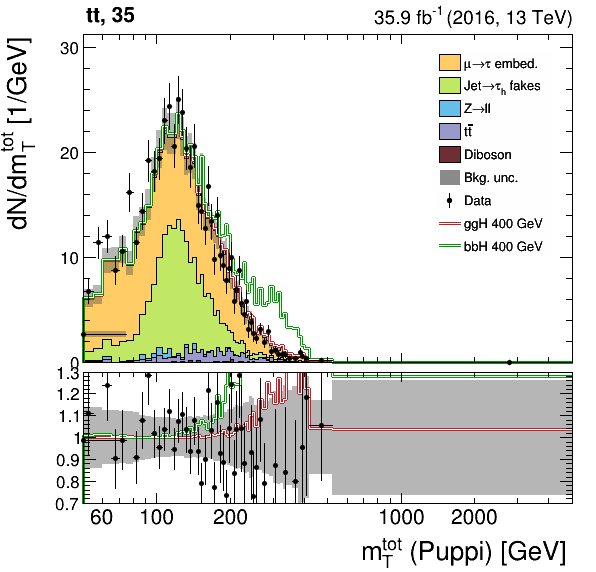 tt, 35
35.9 fb⁻¹ (2016, 13 TeV)
dN/dm_T^tot [1/GeV]
30
20
10
0
μ→τ embed.
Jet→τ_h fakes
Z→ll
tt̄
Diboson
Bkg. unc.
Data
ggH 400 GeV
bbH 400 GeV
1.3
1.2
1.1
1
0.9
0.8
0.7
60 100 200 1000 2000
m_T^tot (Puppi) [GeV]